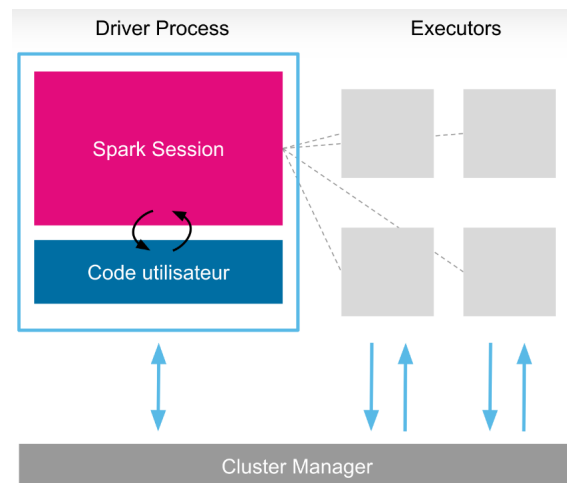 Driver Process
Executors
Spark Session
Code utilisateur
Cluster Manager